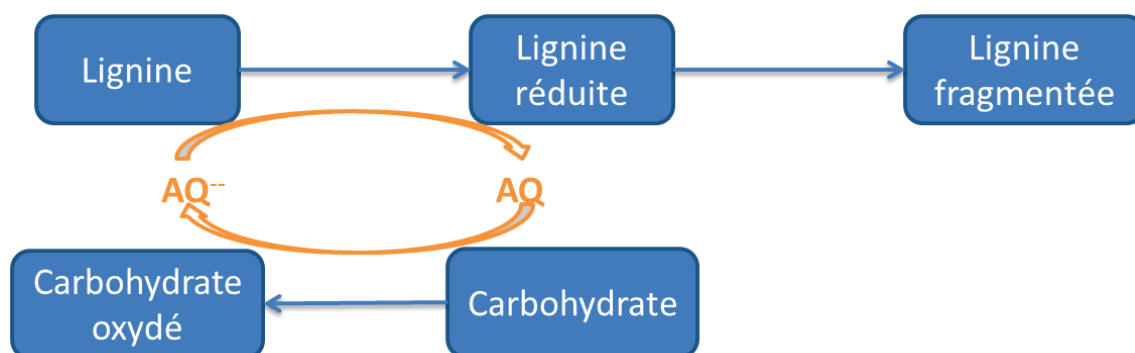 Lignine
Lignine
réduite
Lignine
fragmentée
AQ--
AQ
Carbohydrate
oxydé
Carbohydrate